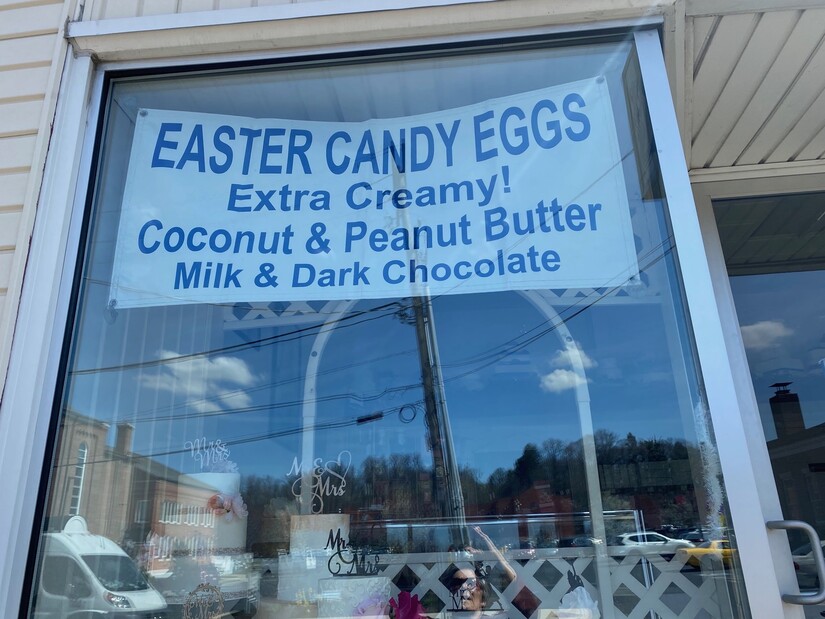 EASTER CANDY EGGS
Extra Creamy!
Coconut & Peanut Butter
Milk & Dark Chocolate
Mr &
Mrs
Mr &
Mrs
Mr &
Mrs